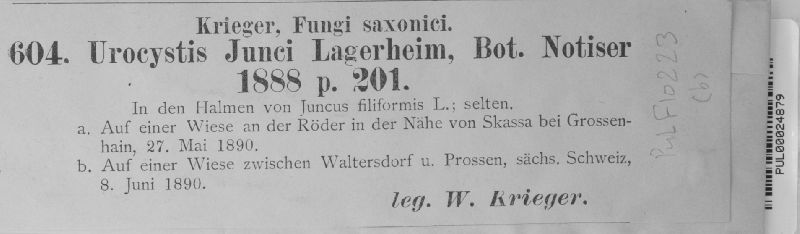 Krieger, Fungi saxonici.
604. Urocystis Junci Lagerheim, Bot. Notiser
1888 p. 201.
In den Halmen von Juncus filiformis L.; selten.
a. Auf einer Wiese an der Röder in der Nähe von Skassa bei Grossen-
hain, 27. Mai 1890.
b. Auf einer Wiese zwischen Waltersdorf u. Prossen, sächs. Schweiz,
8. Juni 1890.
leg. W. Krieger.
PULF10223
(b)
PUL00024879